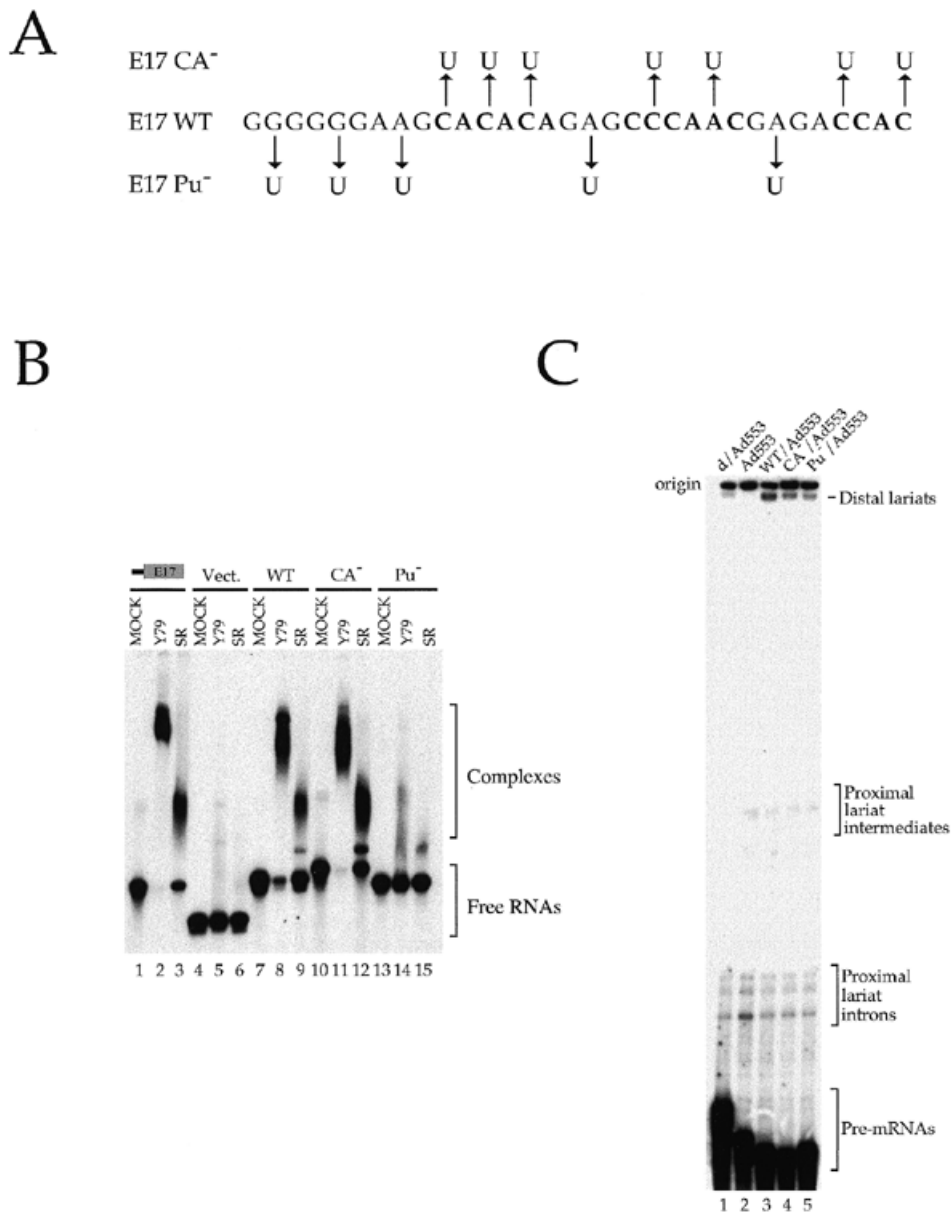 A
E17 CA⁻ U U U U U U U
E17 WT GGGGGGAAGCACACAGAGCCCAACGAGACCAC
E17 Pu⁻ U U U U U
B
E17 Vect. WT CA⁻ Pu⁻
MOCK Y79 SR MOCK Y79 SR MOCK Y79 SR MOCK Y79 SR MOCK Y79 SR
Complexes
Free RNAs
1 2 3 4 5 6 7 8 9 10 11 12 13 14 15
C
d/Ad553 Ad553 WT/Ad553 CA⁻/Ad553 Pu⁻/Ad553
origin
Distal lariats
Proximal
lariat
intermediates
Proximal
lariat
introns
Pre-mRNAs
1 2 3 4 5